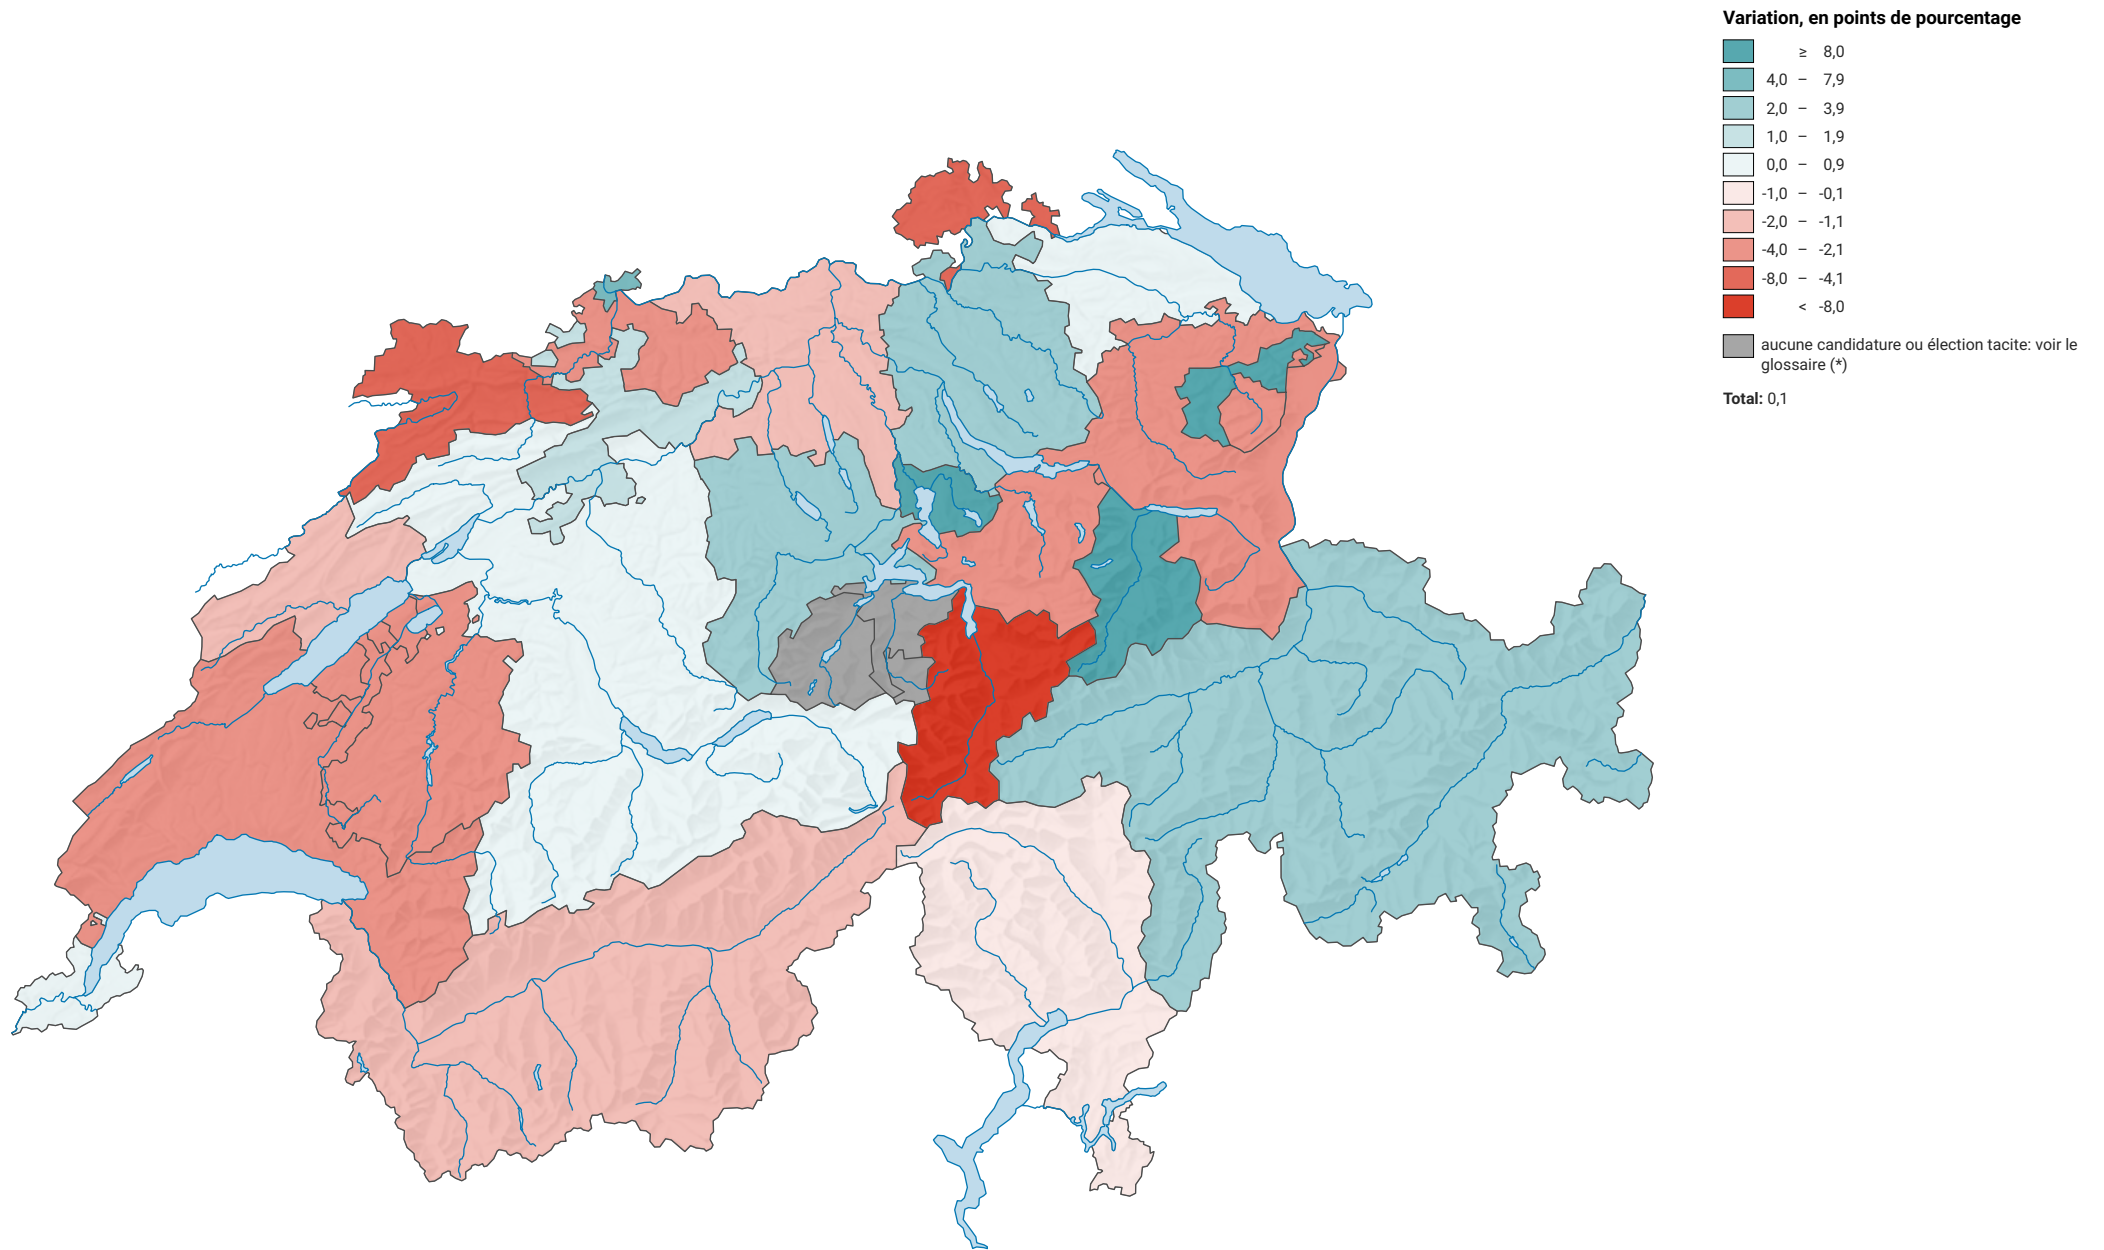 Variation, en points de pourcentage
≥ 8,0
4,0 – 7,9
2,0 – 3,9
1,0 – 1,9
0,0 – 0,9
-1,0 – -0,1
-2,0 – -1,1
-4,0 – -2,1
-8,0 – -4,1
< -8,0
aucune candidature ou élection tacite: voir le
glossaire (*)
Total: 0,1